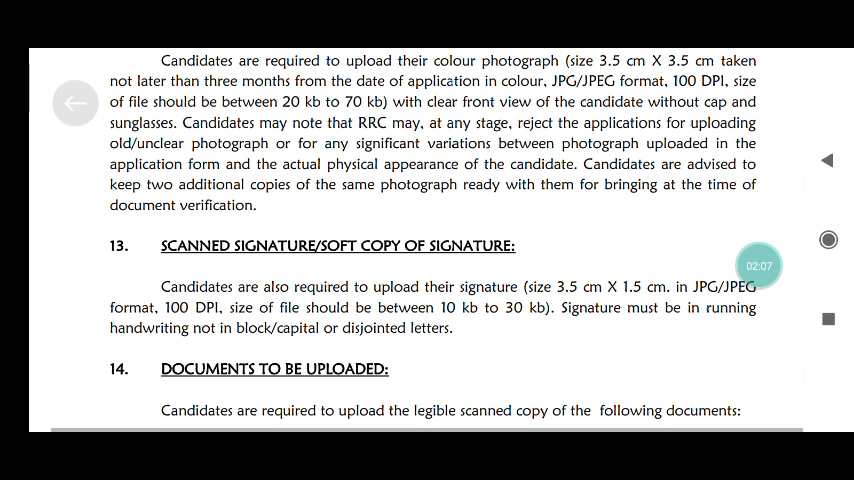 Candidates are required to upload their colour photograph (size 3.5 cm X 3.5 cm taken
not later than three months from the date of application in colour, JPG/JPEG format, 100 DPI, size
of file should be between 20 kb to 70 kb) with clear front view of the candidate without cap and
sunglasses. Candidates may note that RRC may, at any stage, reject the applications for uploading
old/unclear photograph or for any significant variations between photograph uploaded in the
application form and the actual physical appearance of the candidate. Candidates are advised to
keep two additional copies of the same photograph ready with them for bringing at the time of
document verification.
13. SCANNED SIGNATURE/SOFT COPY OF SIGNATURE:
02:07
Candidates are also required to upload their signature (size 3.5 cm X 1.5 cm. in JPG/JPEG
format, 100 DPI, size of file should be between 10 kb to 30 kb). Signature must be in running
handwriting not in block/capital or disjointed letters.
14. DOCUMENTS TO BE UPLOADED:
Candidates are required to upload the legible scanned copy of the following documents: